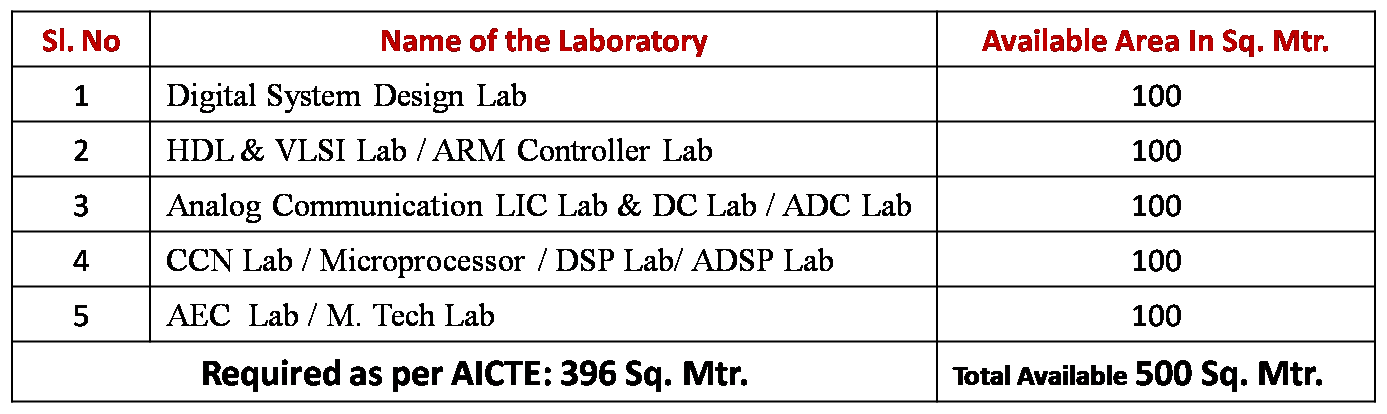 Sl. No Name of the Laboratory Available Area In Sq. Mtr.
1 Digital System Design Lab 100
2 HDL & VLSI Lab / ARM Controller Lab 100
3 Analog Communication LIC Lab & DC Lab / ADC Lab 100
4 CCN Lab / Microprocessor / DSP Lab/ ADSP Lab 100
5 AEC Lab / M. Tech Lab 100
Required as per AICTE: 396 Sq. Mtr. Total Available 500 Sq. Mtr.